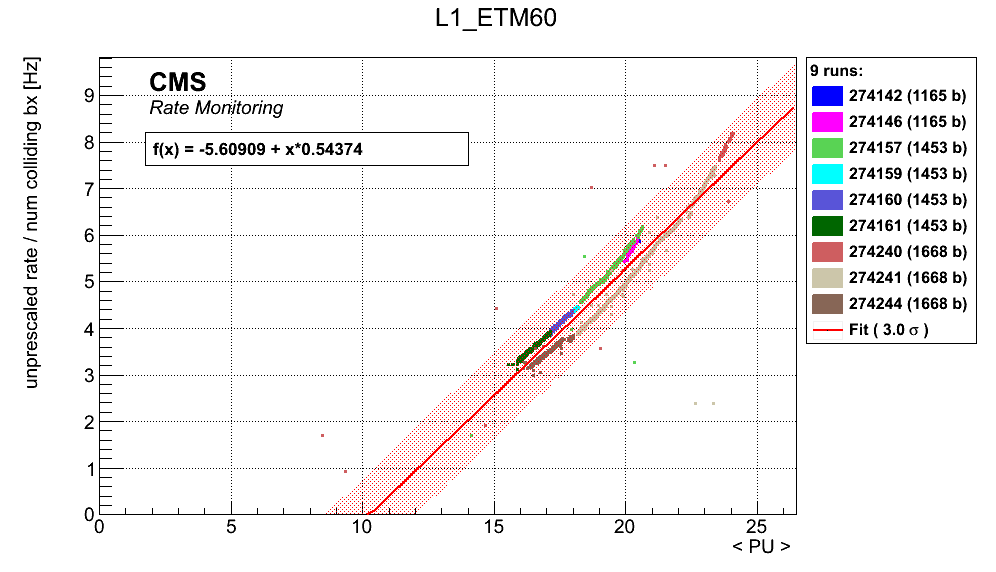 L1_ETM60
unprescaled rate / num colliding bx [Hz]
CMS
Rate Monitoring
f(x) = -5.60909 + x*0.54374
9
8
7
6
5
4
3
2
1
0
0 5 10 15 20 25
< PU >
9 runs:
274142 (1165 b)
274146 (1165 b)
274157 (1453 b)
274159 (1453 b)
274160 (1453 b)
274161 (1453 b)
274240 (1668 b)
274241 (1668 b)
274244 (1668 b)
Fit ( 3.0 σ )